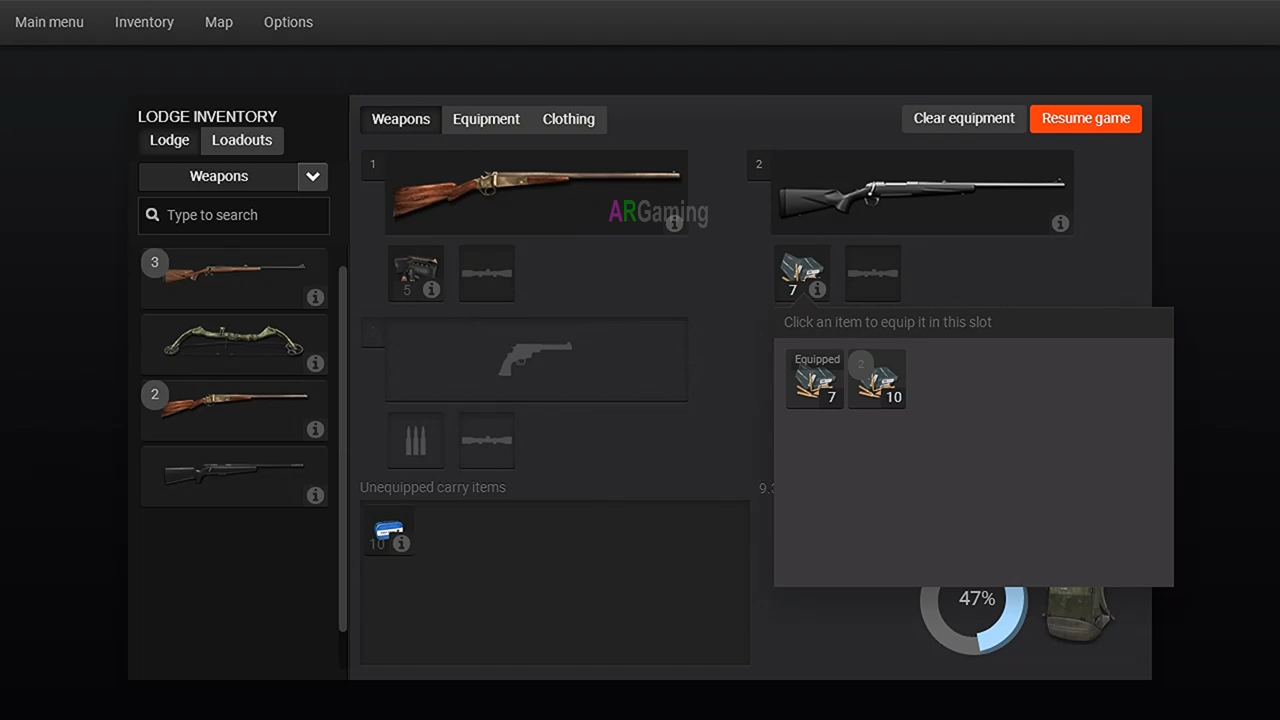 Main menu Inventory Map Options
LODGE INVENTORY
Lodge Loadouts
Weapons
Type to search
3
2
Weapons Equipment Clothing
Clear equipment Resume game
1
2
ARGaming
5
7
Click an item to equip it in this slot
Equipped
7
2
10
Unequipped carry items
10
47%